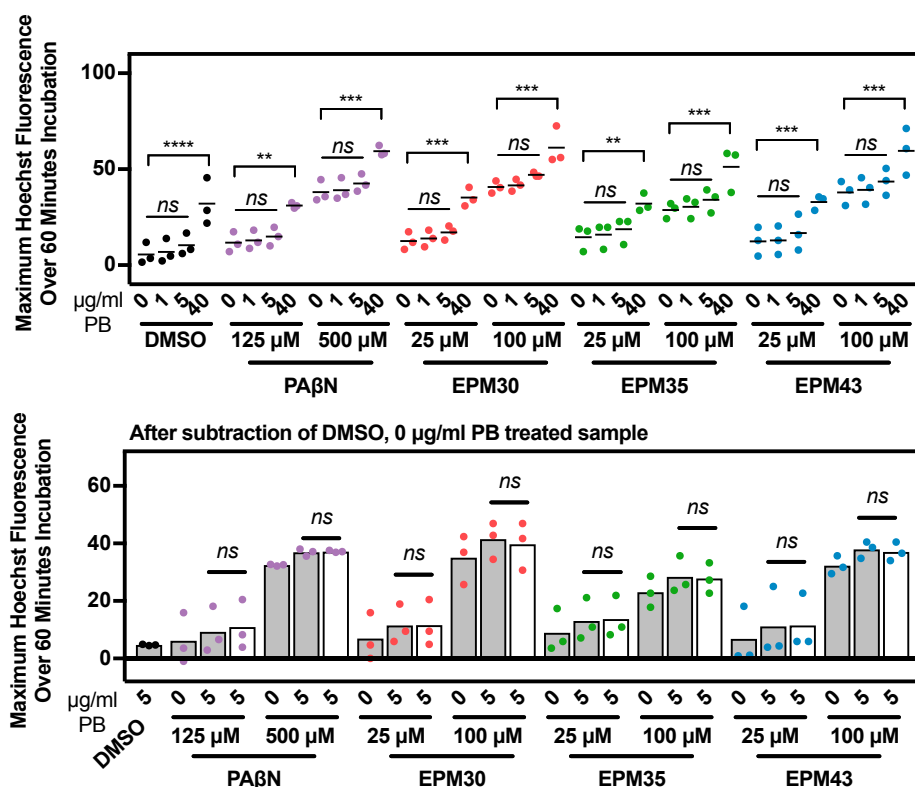 Maximum Hoechst Fluorescence
Over 60 Minutes Incubation
100
50
0
**** ** *** *** *** ** *** *** ***
ns ns ns ns ns ns ns ns ns
µg/ml PB
0 1 5 40 0 1 5 40 0 1 5 40 0 1 5 40 0 1 5 40 0 1 5 40 0 1 5 40 0 1 5 40 0 1 5 40
DMSO 125 µM 500 µM 25 µM 100 µM 25 µM 100 µM 25 µM 100 µM
PAβN EPM30 EPM35 EPM43
After subtraction of DMSO, 0 µg/ml PB treated sample
Maximum Hoechst Fluorescence
Over 60 Minutes Incubation
60
40
20
0
ns ns ns ns ns ns ns ns
µg/ml PB
5 0 5 5 0 5 5 0 5 5 0 5 5 0 5 5 0 5 5 0 5 5 0 5 5
DMSO 125 µM 500 µM 25 µM 100 µM 25 µM 100 µM 25 µM 100 µM
PAβN EPM30 EPM35 EPM43